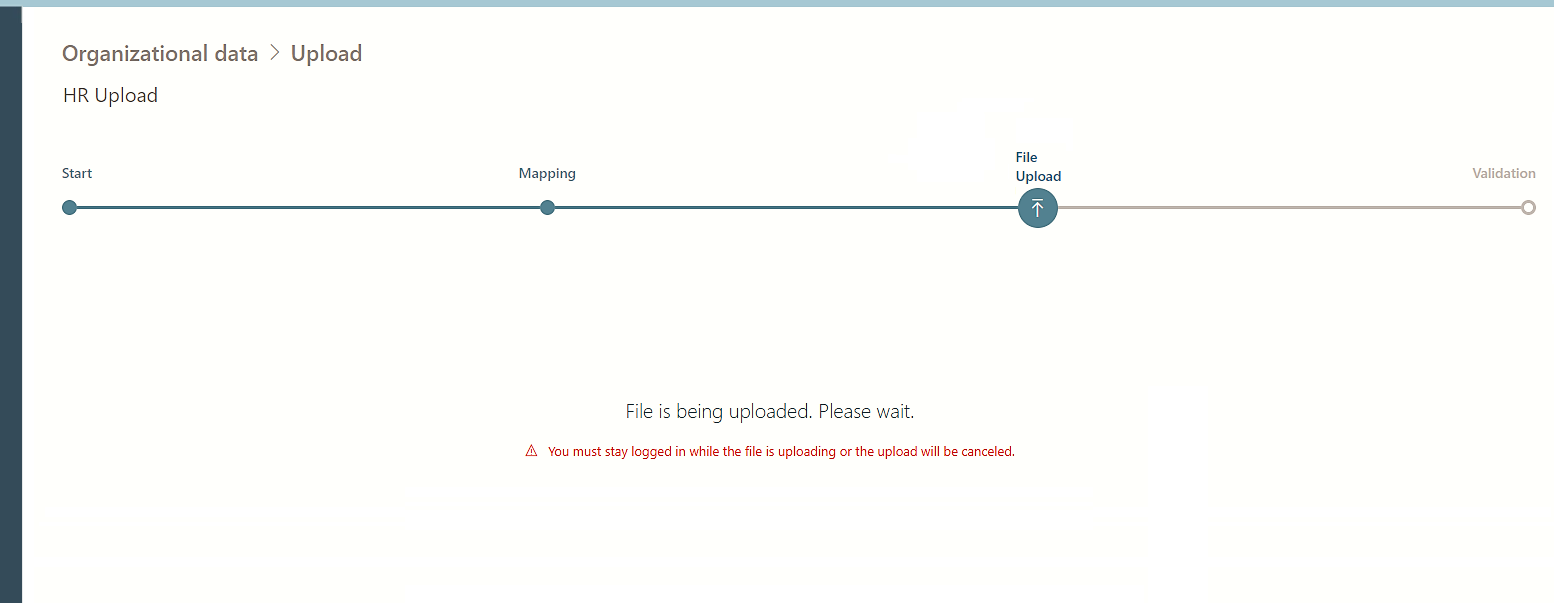 Organizational data > Upload
HR Upload
Start
Mapping
File
Upload
Validation
File is being uploaded. Please wait.
You must stay logged in while the file is uploading or the upload will be canceled.